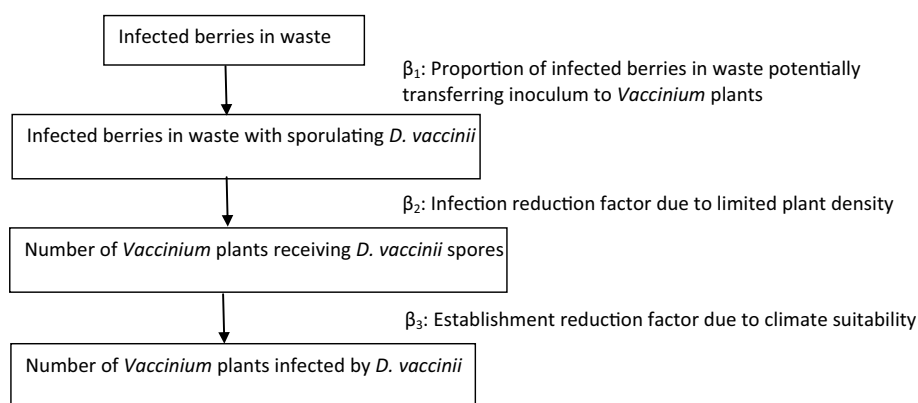 Infected berries in waste
β₁: Proportion of infected berries in waste potentially
transferring inoculum to Vaccinium plants
Infected berries in waste with sporulating D. vaccinii
β₂: Infection reduction factor due to limited plant density
Number of Vaccinium plants receiving D. vaccinii spores
β₃: Establishment reduction factor due to climate suitability
Number of Vaccinium plants infected by D. vaccinii